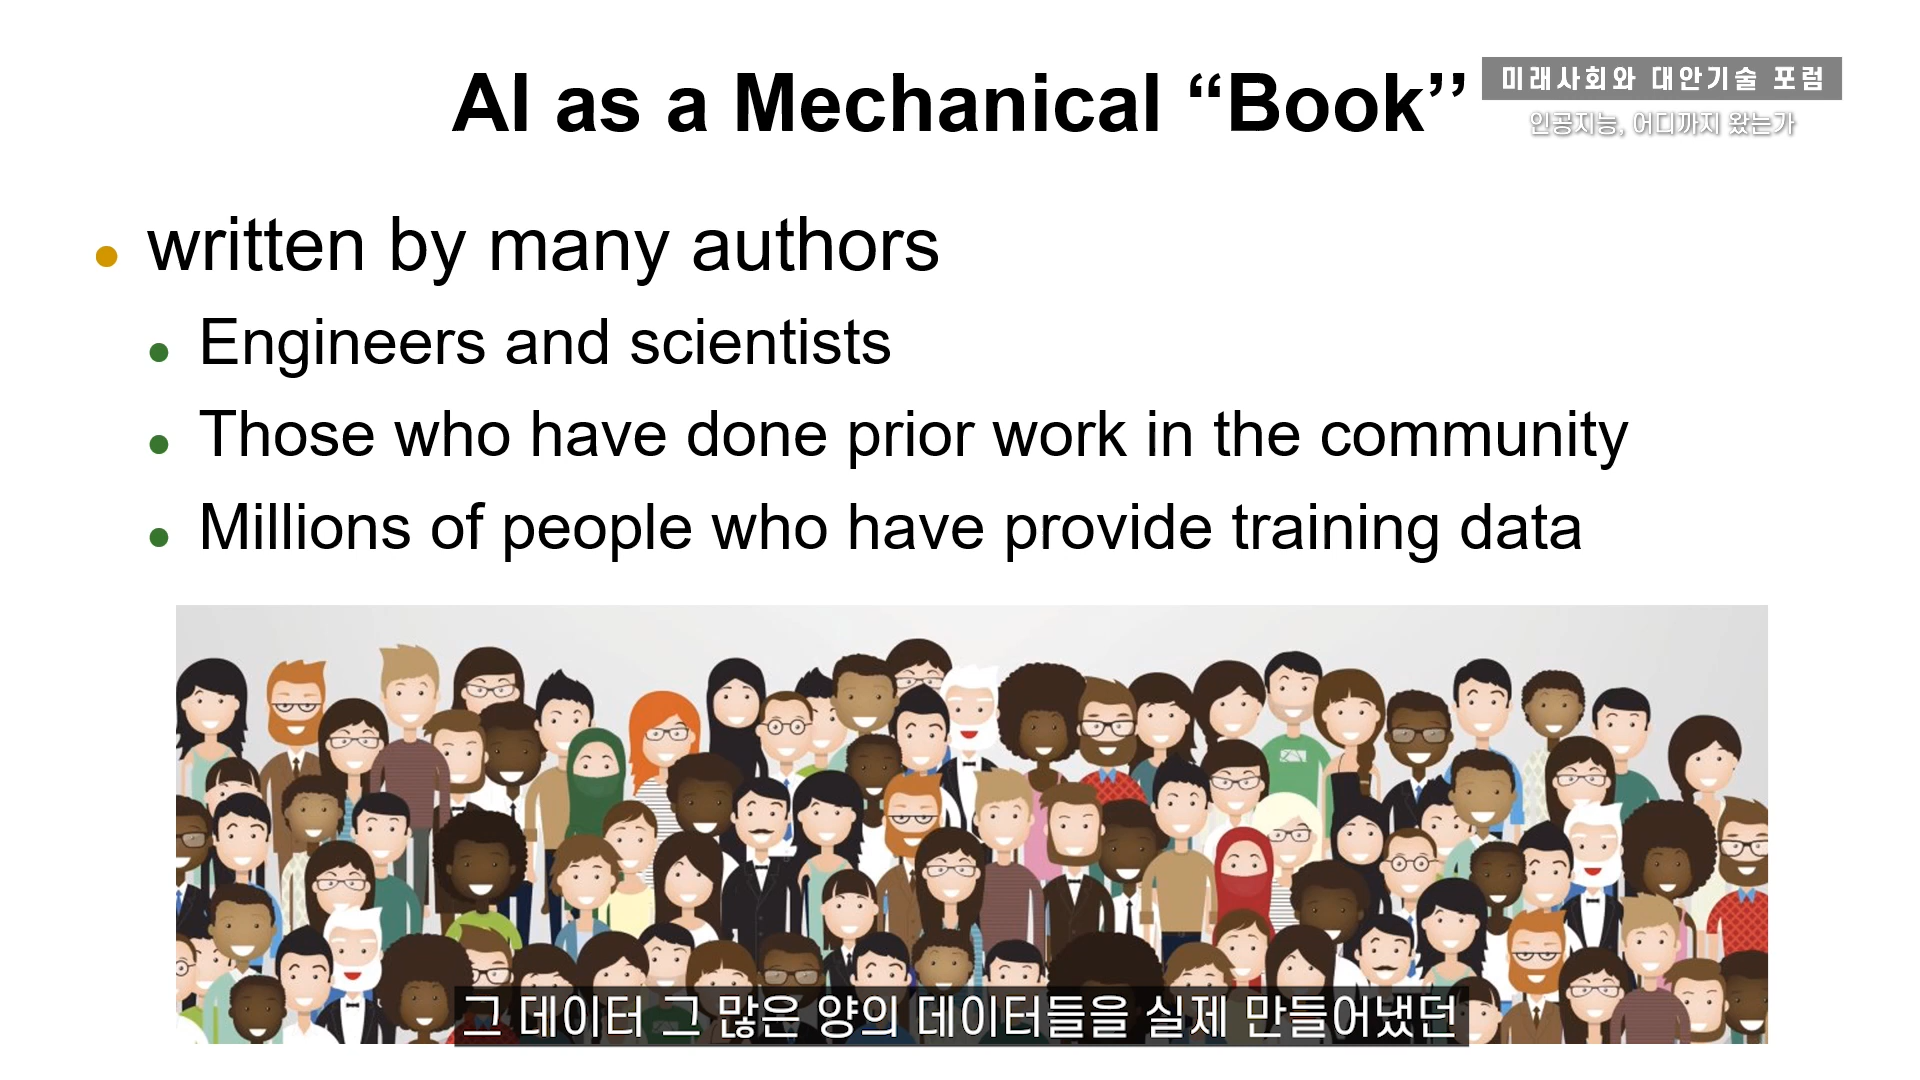 AI as a Mechanical “Book’’
미래사회와 대안기술 포럼
인공지능, 어디까지 왔는가
written by many authors
Engineers and scientists
Those who have done prior work in the community
Millions of people who have provide training data
그 데이터 그 많은 양의 데이터들을 실제 만들어냈던